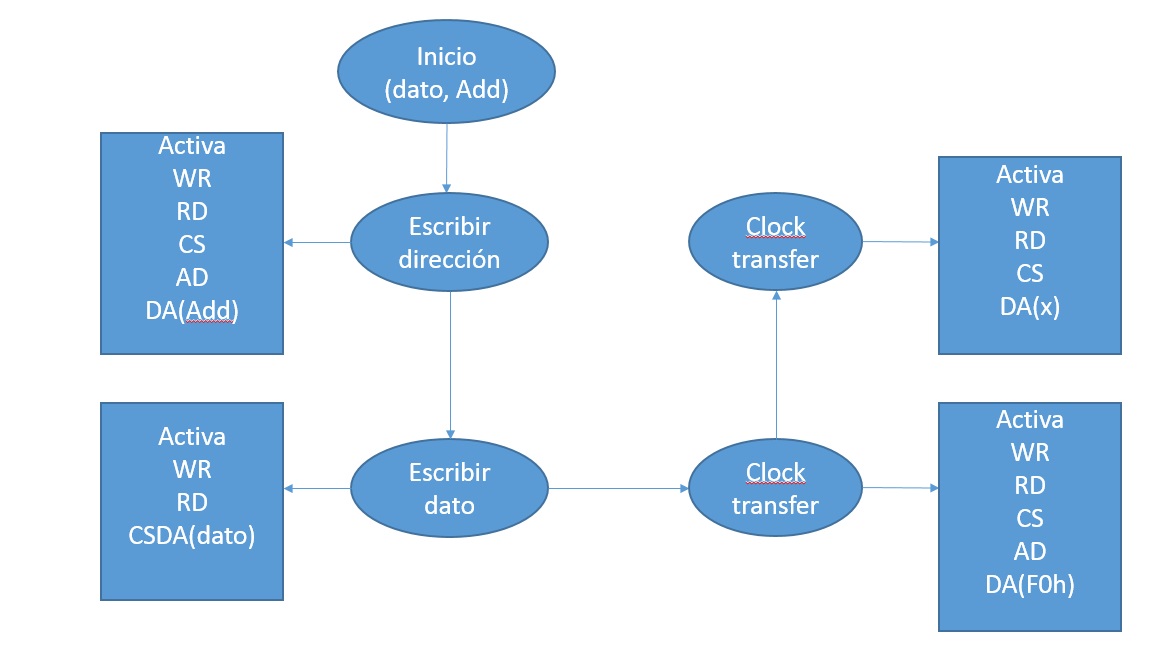 Inicio
(dato, Add)
Activa
WR
RD
CS
AD
DA(Add)
Escribir
dirección
Clock
transfer
Activa
WR
RD
CS
DA(x)
Activa
WR
RD
CSDA(dato)
Escribir
dato
Clock
transfer
Activa
WR
RD
CS
AD
DA(F0h)